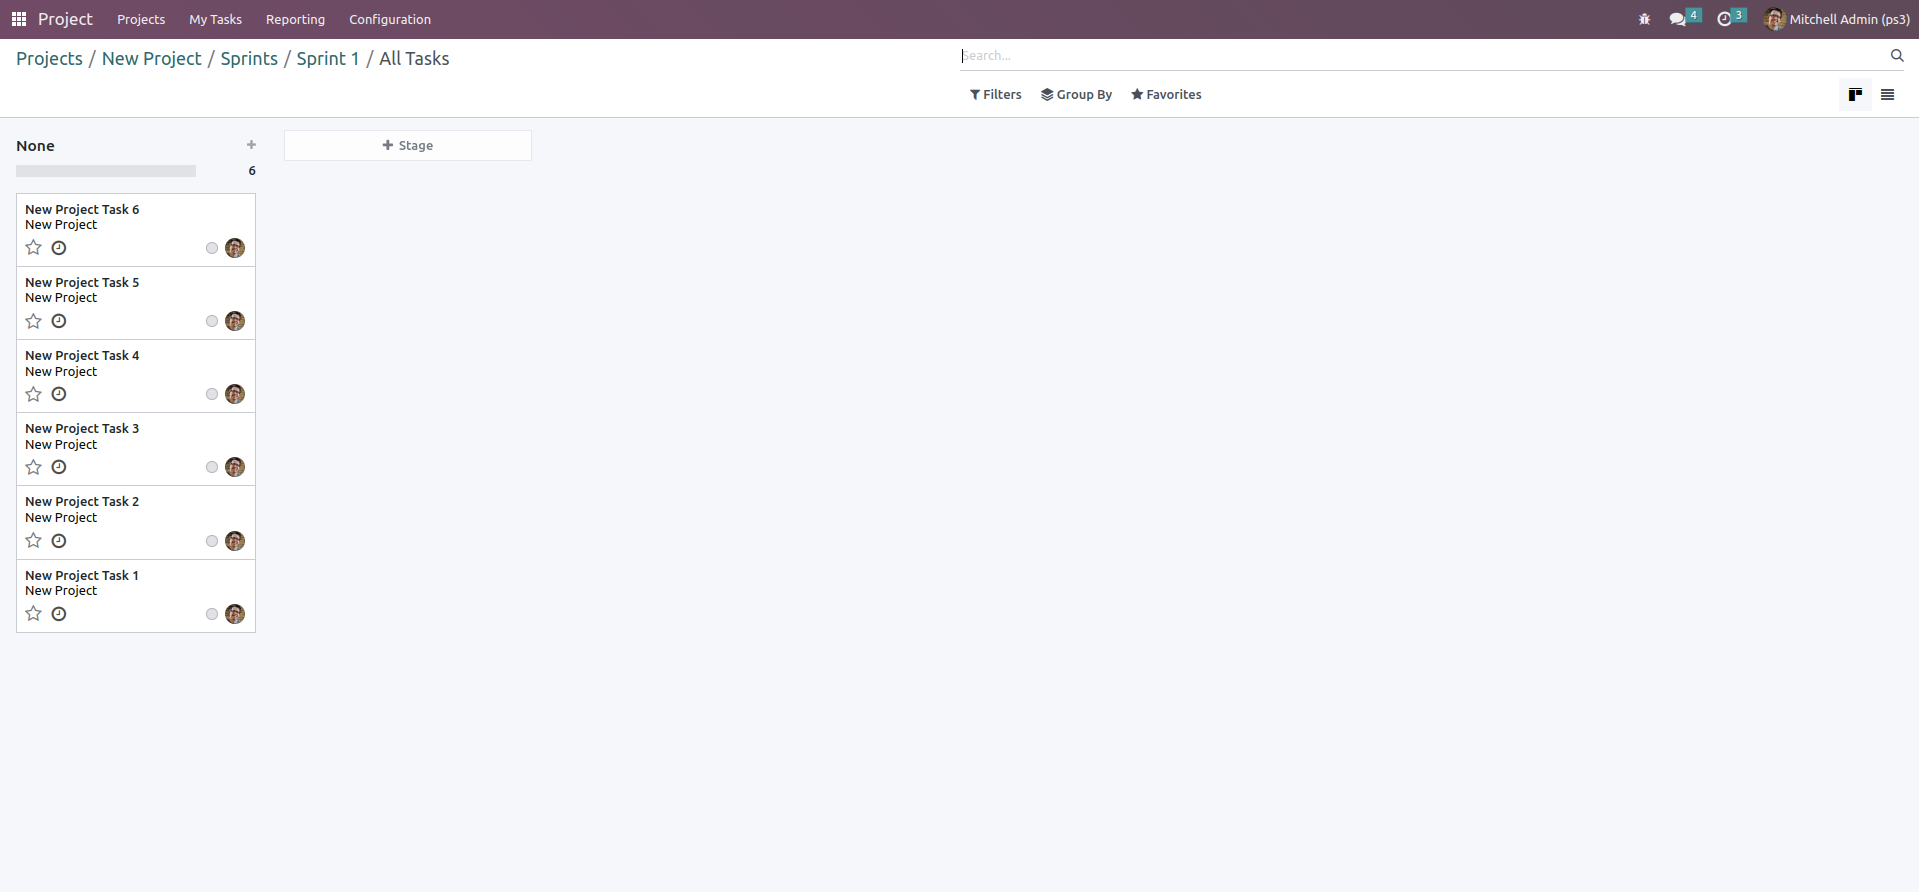 Project Projects My Tasks Reporting Configuration 4 3 Mitchell Admin (ps3)
Projects / New Project / Sprints / Sprint 1 / All Tasks
Search...
Filters Group By Favorites
None +
+ Stage
6
New Project Task 6
New Project
New Project Task 5
New Project
New Project Task 4
New Project
New Project Task 3
New Project
New Project Task 2
New Project
New Project Task 1
New Project